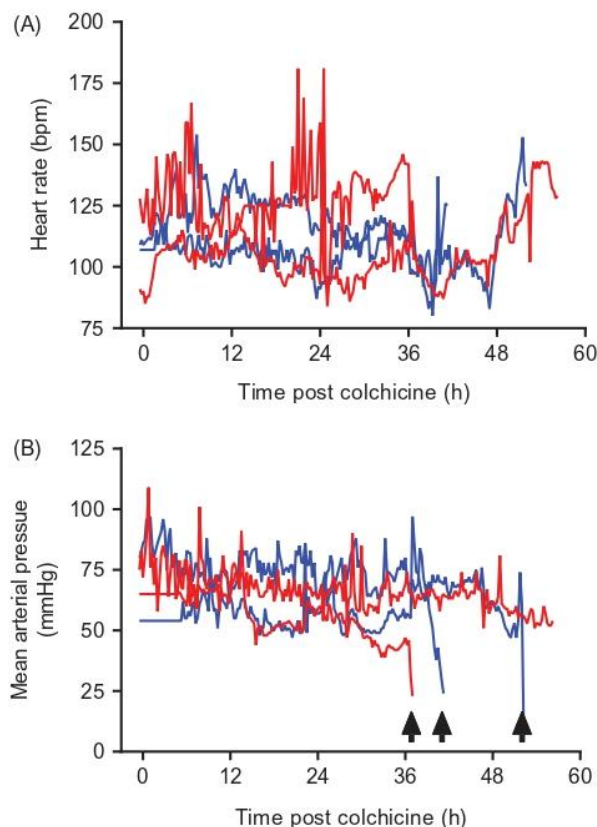 (A)
200
175
150
125
100
75
Heart rate (bpm)
0 12 24 36 48 60
Time post colchicine (h)
(B)
125
100
75
50
25
0
Mean arterial pressue
(mmHg)
0 12 24 36 48 60
Time post colchicine (h)